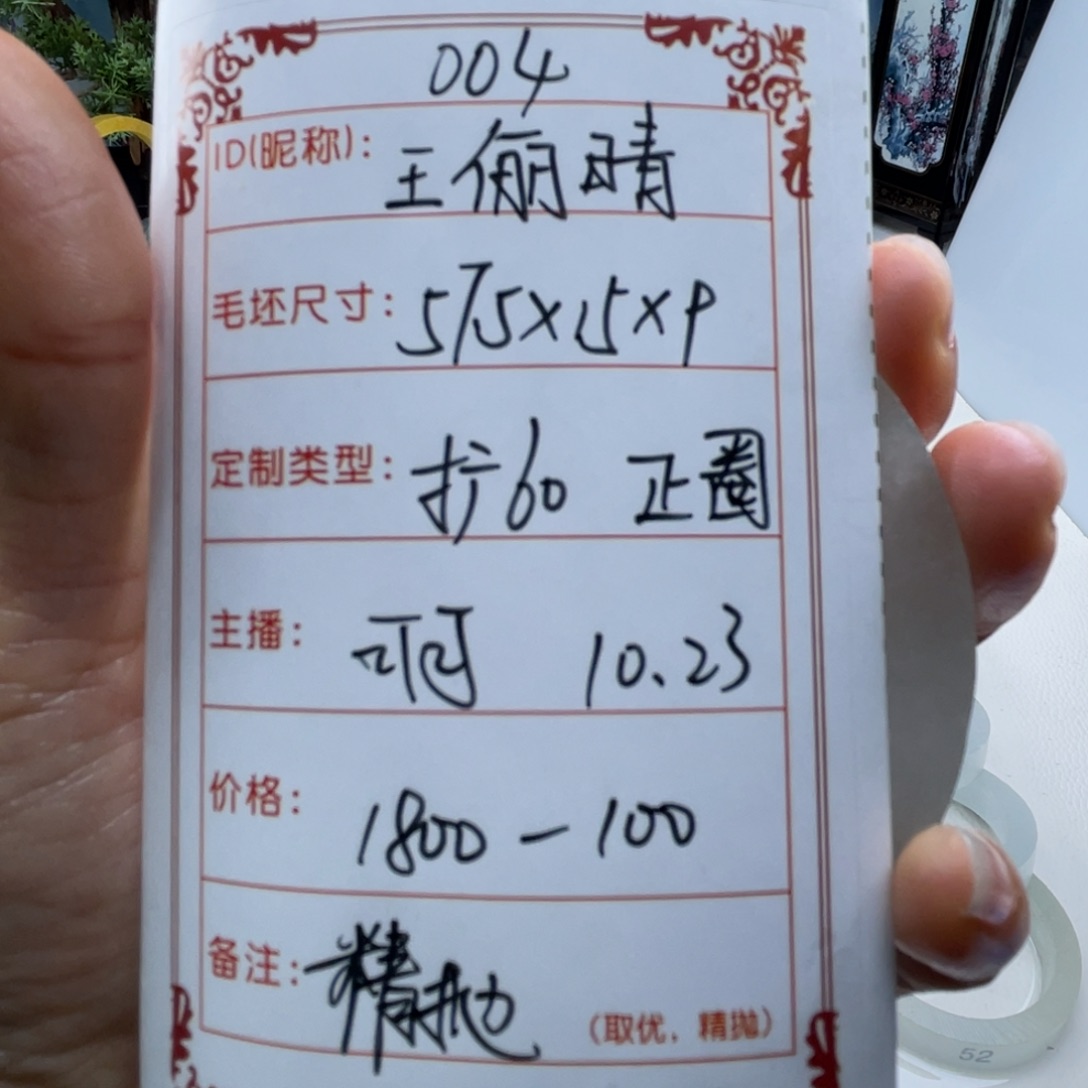 004
ID(昵称): 王俪晴
毛坯尺寸: 575×15×9
定制类型: 扩60 正圈
主播: 可可 10.23
价格: 1800-100
备注: 精抛
(取优，精抛)
52